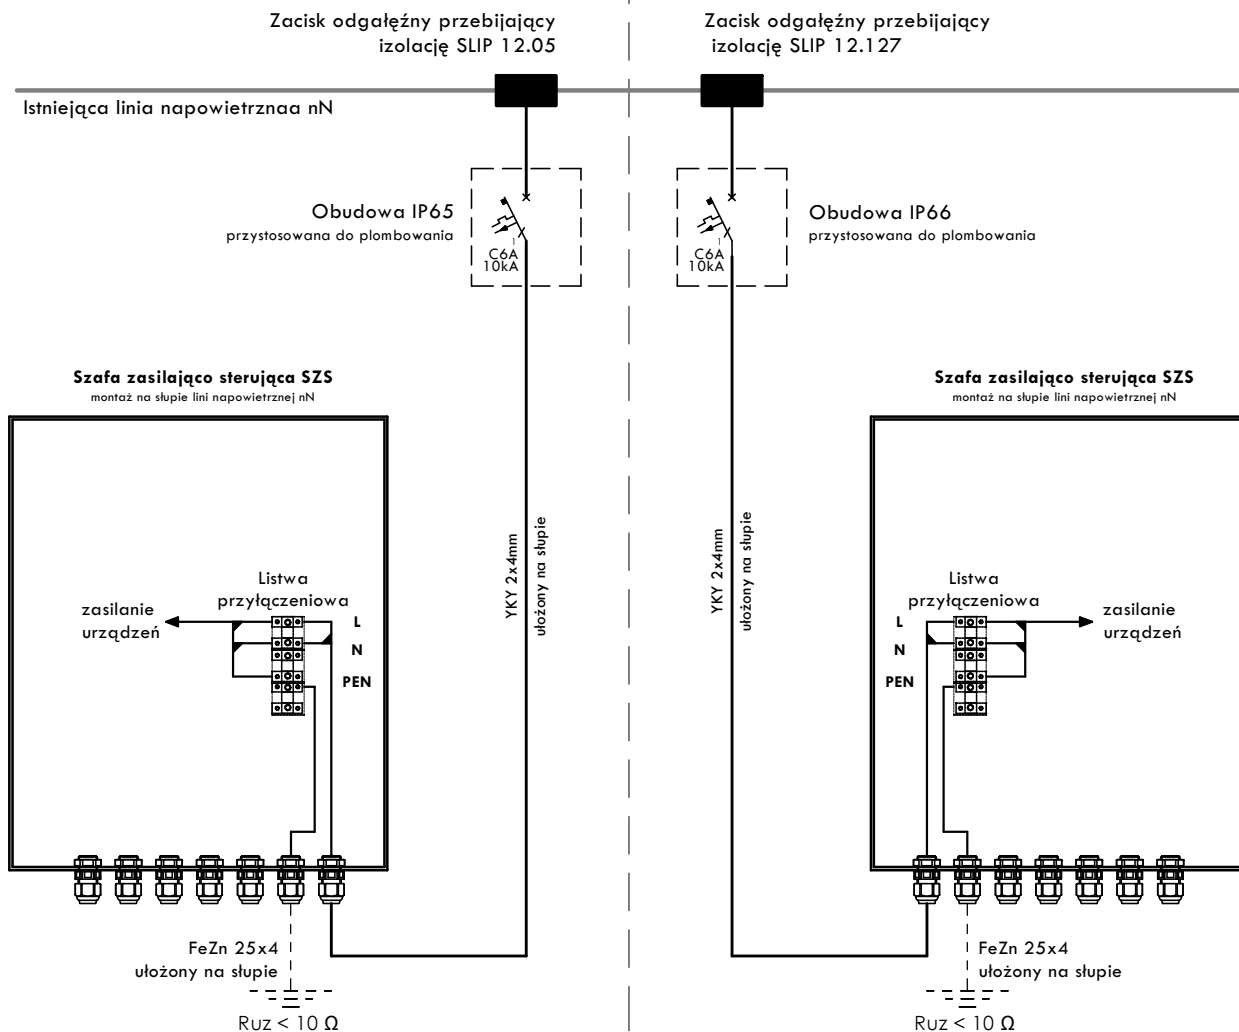 Zacisk odgałęźny przebijający
izolację SLIP 12.05
Zacisk odgałęźny przebijający
izolację SLIP 12.127
Istniejąca linia napowietrznaa nN
Obudowa IP65
przystosowana do plombowania
1
C6A
10kA
1
C6A
10kA
Obudowa IP66
przystosowana do plombowania
Szafa zasilająco sterująca SZS
montaż na słupie lini napowietrznej nN
Szafa zasilająco sterująca SZS
montaż na słupie lini napowietrznej nN
YKY 2x4mm
ułożony na słupie
YKY 2x4mm
ułożony na słupie
Listwa
przyłączeniowa
zasilanie
urządzeń
L
N
PEN
Listwa
przyłączeniowa
L
N
PEN
zasilanie
urządzeń
FeZn 25x4
ułożony na słupie
Ruz < 10 Ω
FeZn 25x4
ułożony na słupie
Ruz < 10 Ω